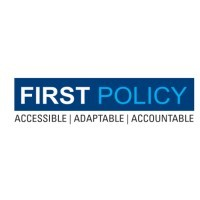 FIRST POLICY
ACCESSIBLE | ADAPTABLE | ACCOUNTABLE